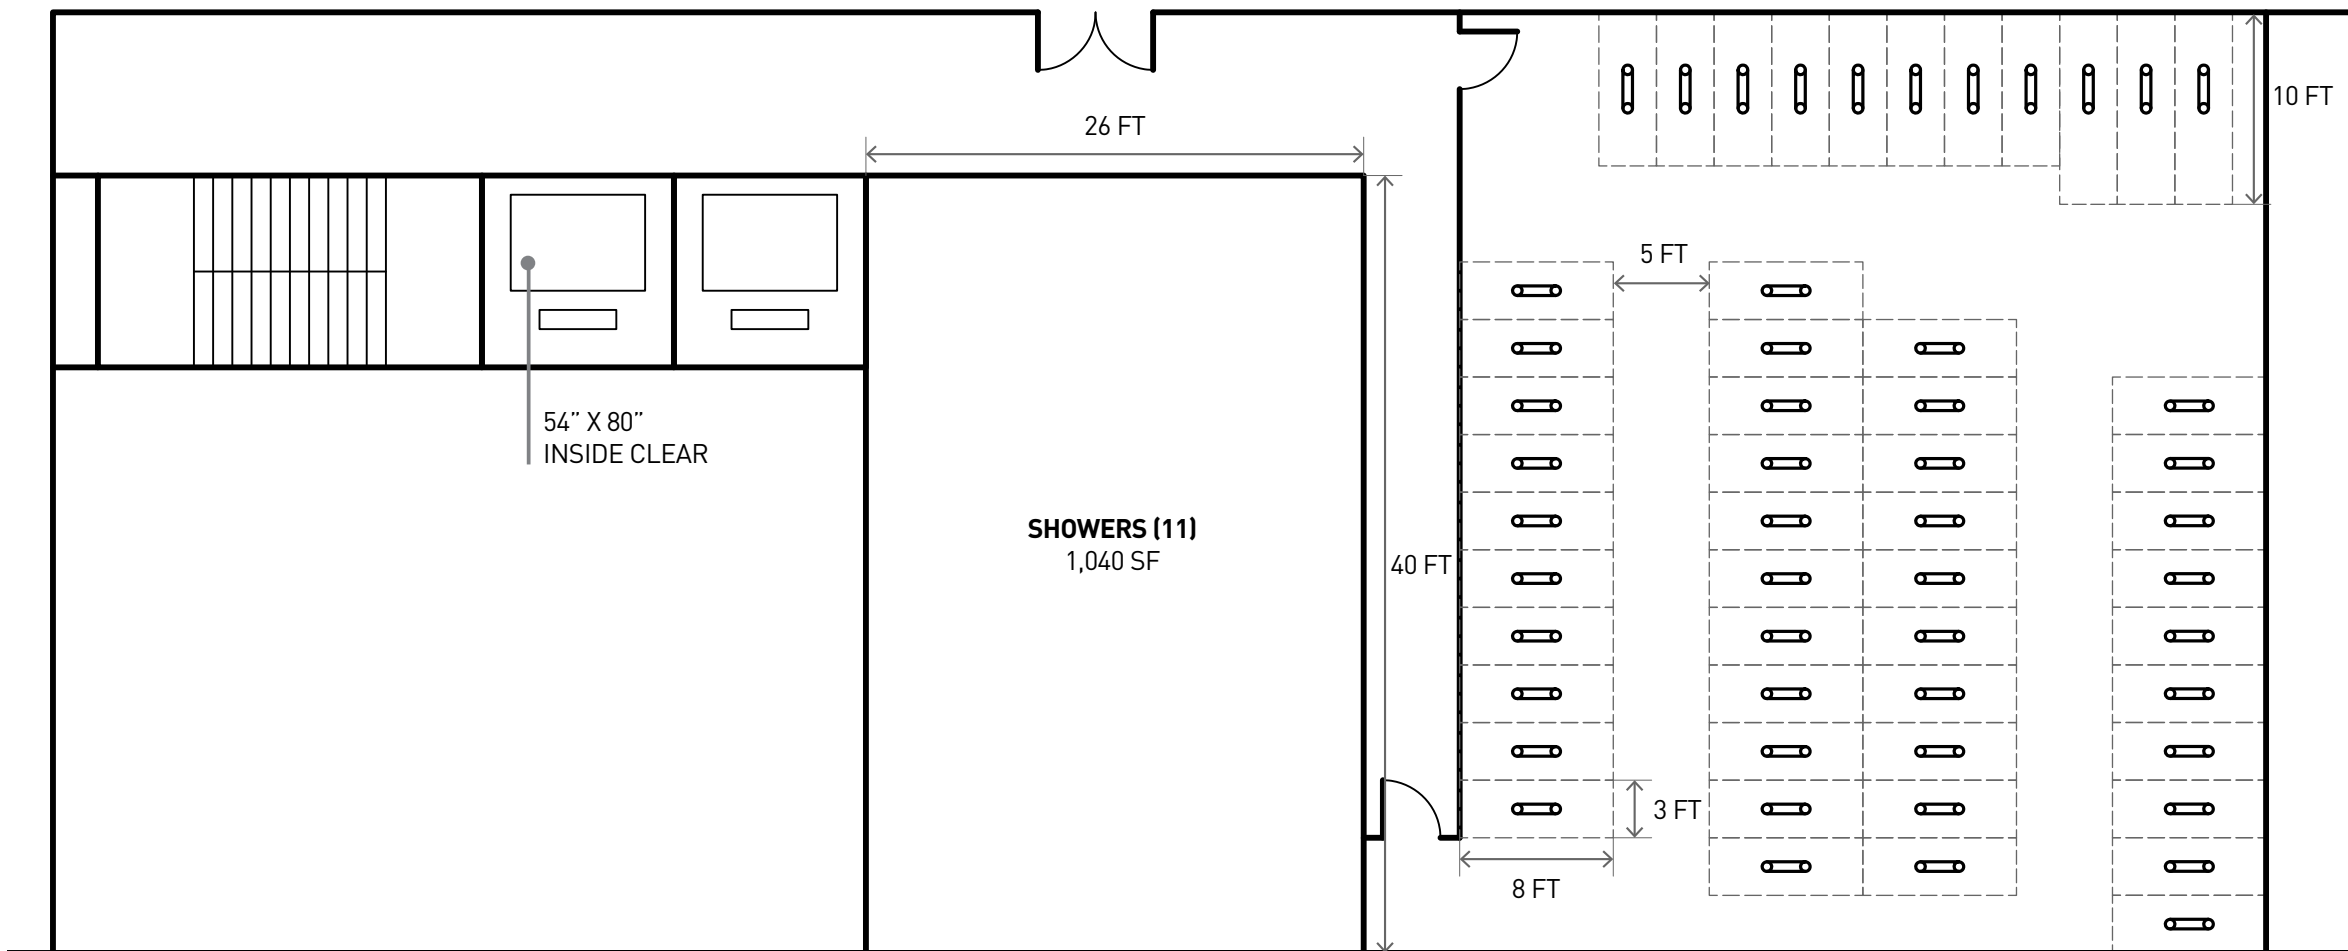 26 FT
10 FT
5 FT
54” X 80”
INSIDE CLEAR
SHOWERS (11)
1,040 SF
40 FT
3 FT
8 FT